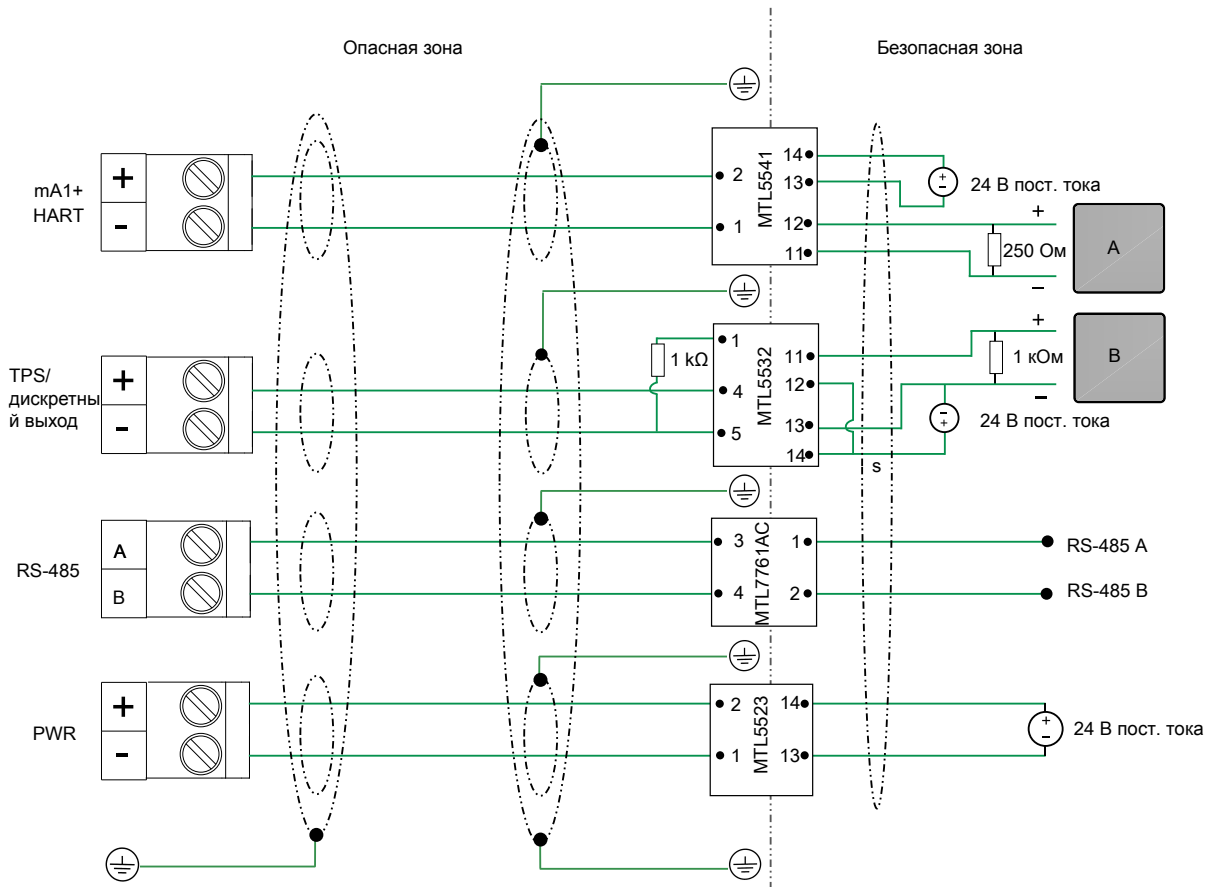 Опасная зона
Безопасная зона
mA1+
HART
+
-
2
1
MTL5541
14
13
12
11
+
-
24 В пост. тока
+
250 Ом
−
A
TPS/
дискретны
й выход
+
-
1 kΩ
1
4
5
MTL5532
11
12
13
14
s
+
1 кОм
−
B
-
+
24 В пост. тока
RS-485
A
B
3
4
MTL7761AC
1
2
RS-485 A
RS-485 B
PWR
+
-
2
1
MTL5523
14
13
+
-
24 В пост. тока